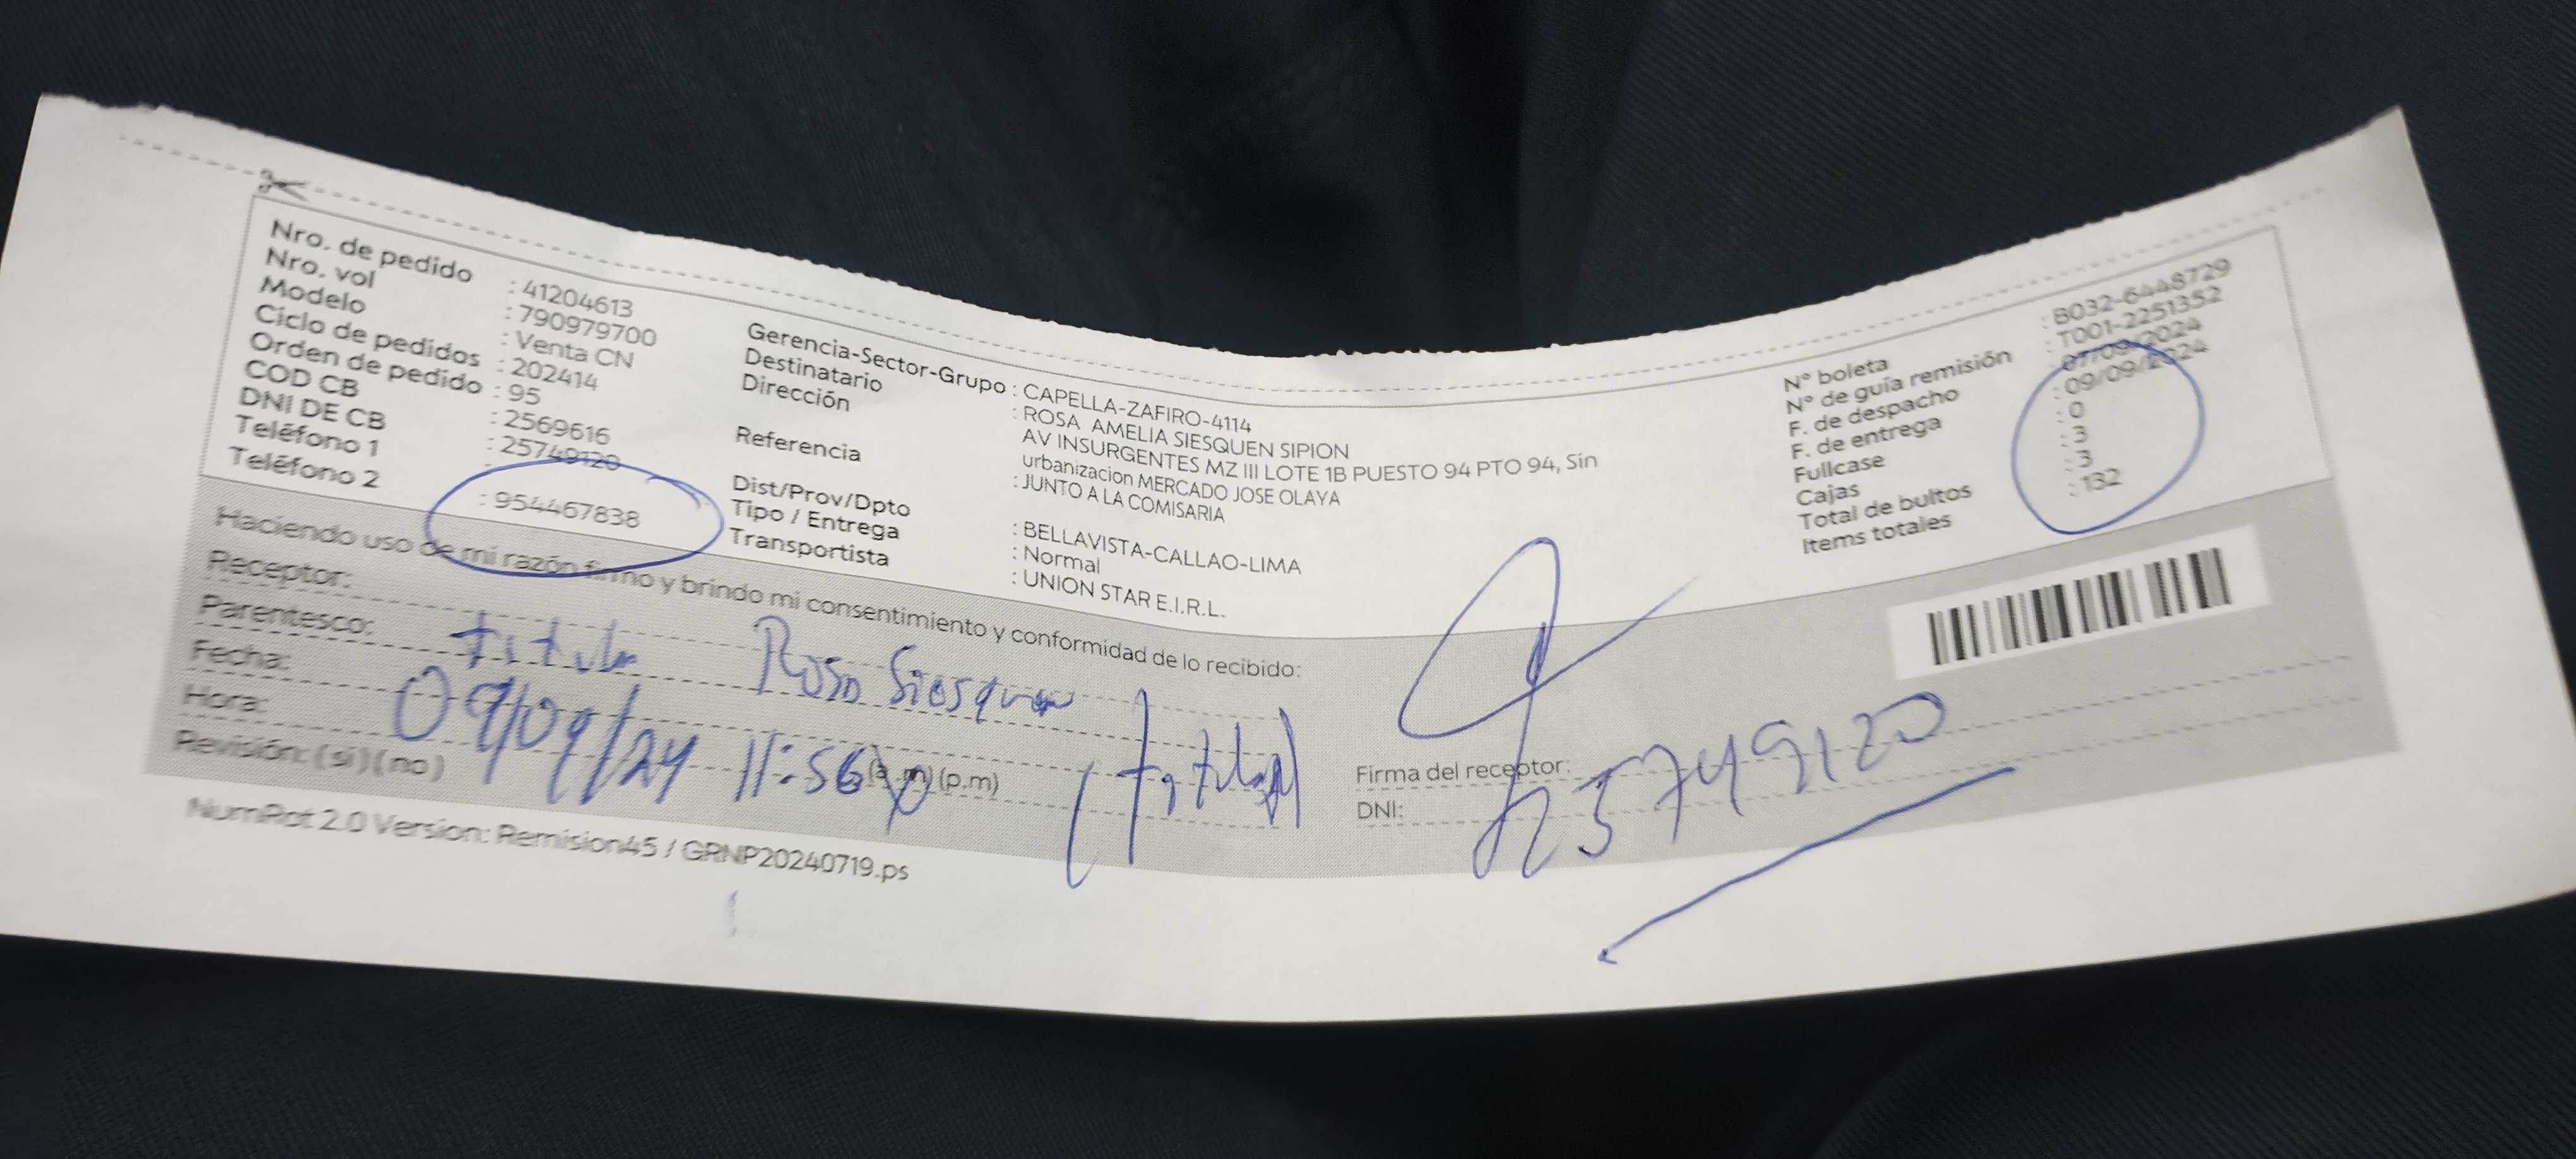 Nro. de pedido : 41204613
Nro. vol : 790979700
Modelo : Venta CN
Ciclo de pedidos : 202414
Orden de pedido : 95
COD CB : 2569616
DNI DE CB : 25749120
Teléfono 1 :
Teléfono 2 : 954467838
Gerencia-Sector-Grupo : CAPELLA-ZAFIRO-4114
Destinatario : ROSA AMELIA SIESQUEN SIPION
Dirección : AV INSURGENTES MZ III LOTE 1B PUESTO 94 PTO 94, Sin
urbanizacion MERCADO JOSE OLAYA
Referencia : JUNTO A LA COMISARIA
Dist/Prov/Dpto : BELLAVISTA-CALLAO-LIMA
Tipo / Entrega : Normal
Transportista : UNION STAR E.I.R.L.
N° boleta : B032-6448729
N° de guía remisión : T001-2251352
F. de despacho : 07/09/2024
F. de entrega : 09/09/2024
Fullcase : 0
Cajas : 3
Total de bultos : 3
Items totales : 132
Haciendo uso de mi razón firmo y brindo mi consentimiento y conformidad de lo recibido:
Receptor: Rosa Siesquen
Parentesco: titular (titular)
Fecha: 09/09/24
Hora: 11:56 (a.m) (p.m)
Revisión: (si) (no)
Firma del receptor:
DNI: 25749120
NumRot 2.0 Version: Remision45 / GRNP20240719.ps